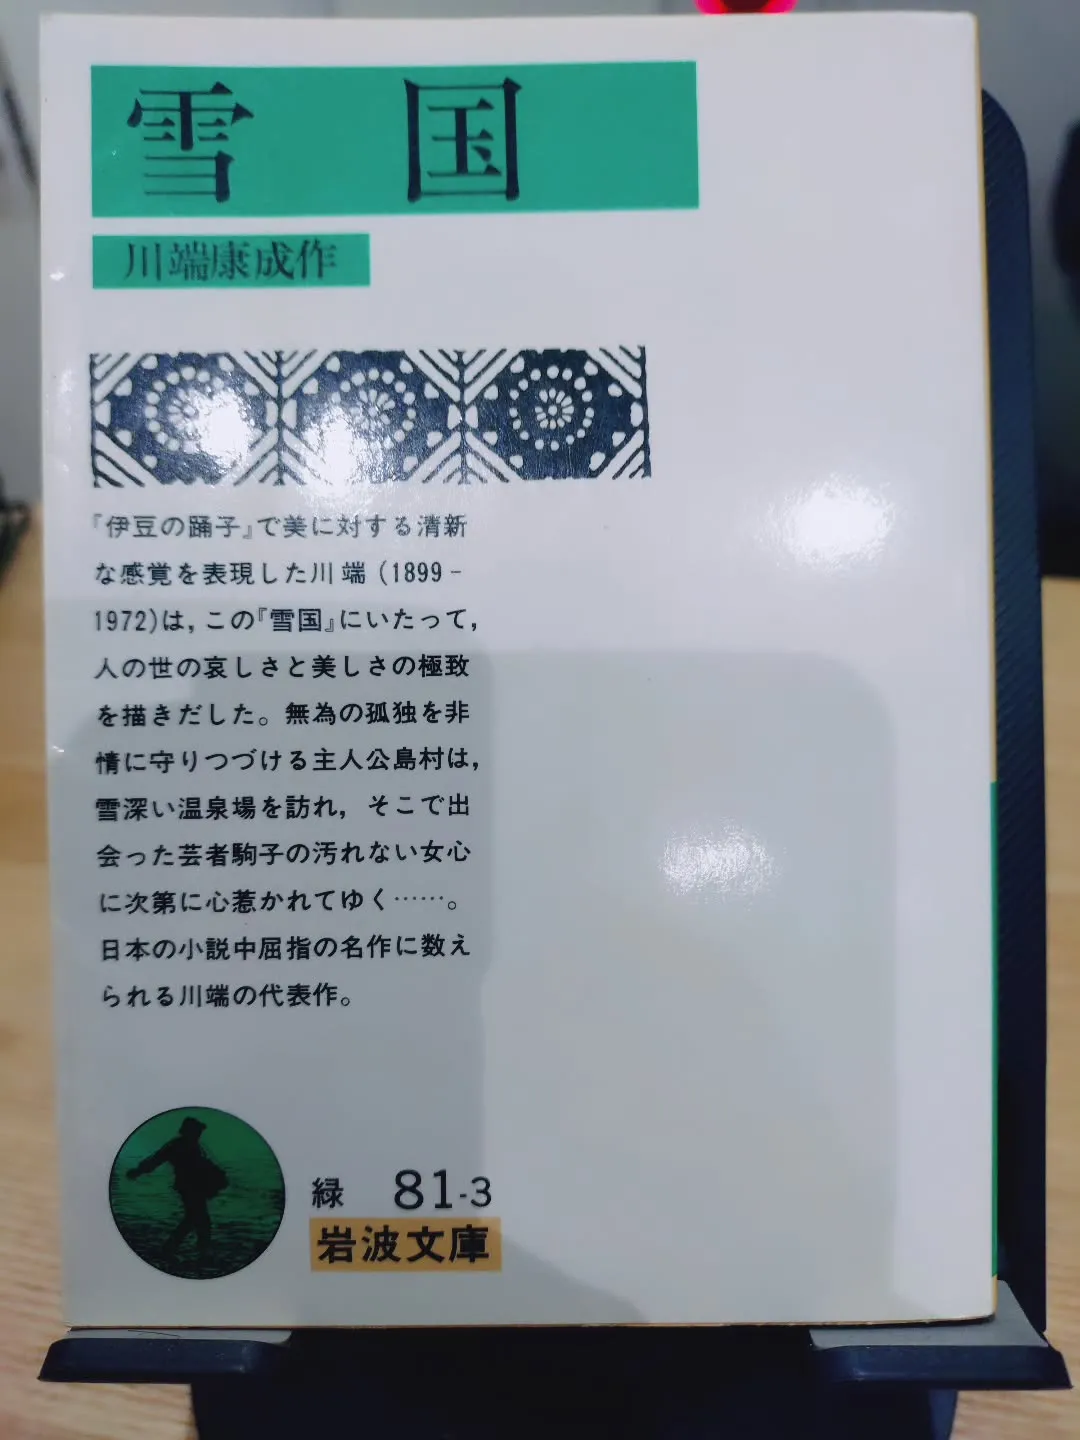 雪国
川端康成作
『伊豆の踊子』で美に対する清新
な感覚を表現した川端(1899-
1972)は,この『雪国』にいたって,
人の世の哀しさと美しさの極致
を描きだした。無為の孤独を非
情に守りつづける主人公島村は,
雪深い温泉場を訪れ,そこで出
会った芸者駒子の汚れない女心
に次第に心惹かれてゆく……。
日本の小説中屈指の名作に数え
られる川端の代表作。
緑 81-3
岩波文庫